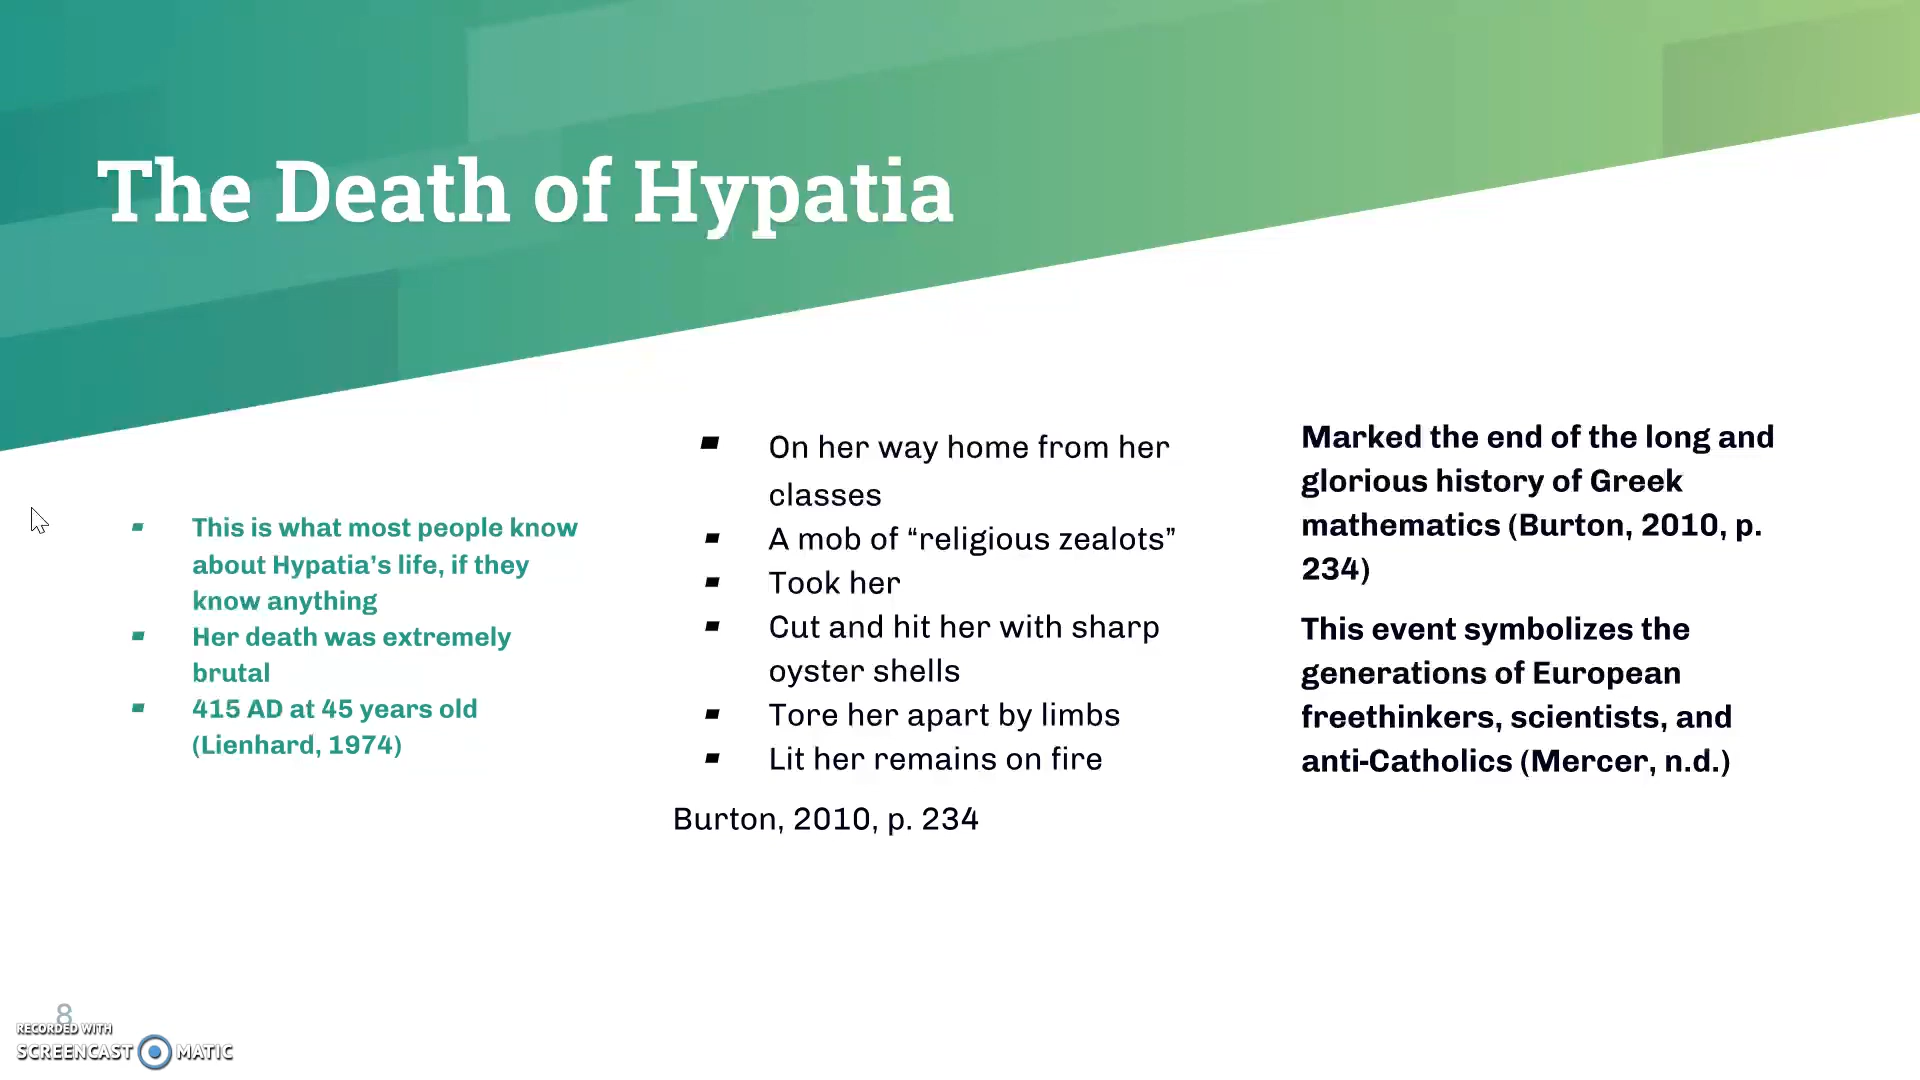 The Death of Hypatia
This is what most people know
about Hypatia’s life, if they
know anything
Her death was extremely
brutal
415 AD at 45 years old
(Lienhard, 1974)
On her way home from her
classes
A mob of “religious zealots”
Took her
Cut and hit her with sharp
oyster shells
Tore her apart by limbs
Lit her remains on fire
Burton, 2010, p. 234
Marked the end of the long and
glorious history of Greek
mathematics (Burton, 2010, p.
234)
This event symbolizes the
generations of European
freethinkers, scientists, and
anti-Catholics (Mercer, n.d.)
8
RECORDED WITH
SCREENCAST MATIC